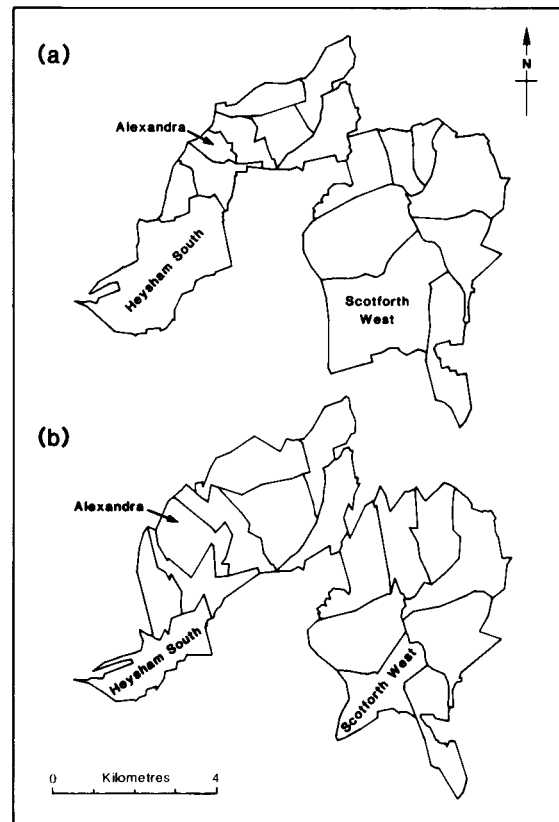 (a)
N
Alexandra
Heysham South
Scotforth
West
(b)
Alexandra
Heysham South
Scotforth West
0 Kilometres 4